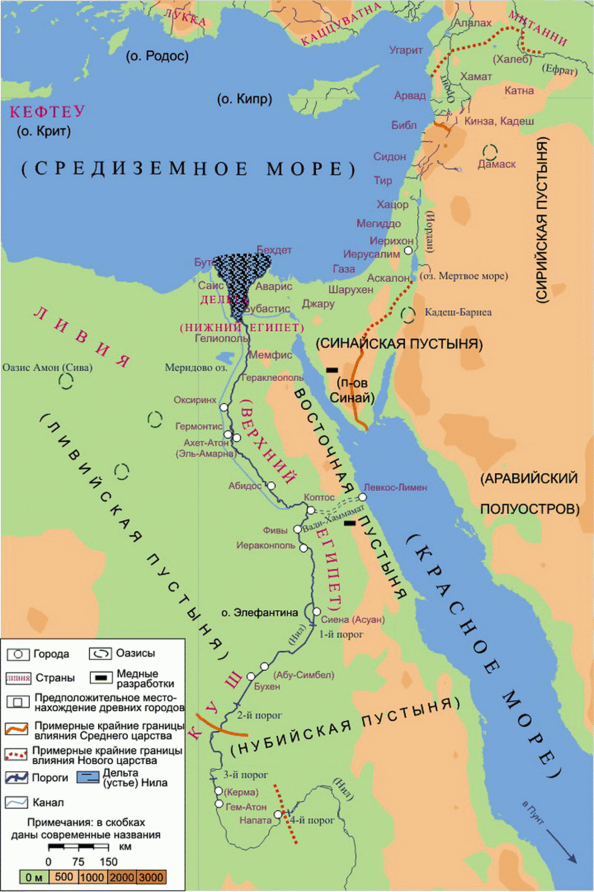 ЛУККА
КАЦЦУВАТНА
МИТАННИ
Алалах
Угарит
(Халеб)
(Ефрат)
(о. Родос)
Хамат
Оронт
Катна
(о. Кипр)
Арвад
КЕФТЕУ
(о. Крит)
Библ
Кинза, Кадеш
(СРЕДИЗЕМНОЕ МОРЕ)
Сидон
Дамаск
Тир
(СИРИЙСКАЯ ПУСТЫНЯ)
Хацор
Мегиддо
(Иордан)
Иерихон
Иерусалим
Бехдет
Бут
Газа
Аскалон
(оз. Мертвое море)
Саис
Аварис
Шарухен
ДЕЛЬТА
Бубастис
Джару
Кадеш-Барнеа
(НИЖНИЙ ЕГИПЕТ)
ЛИВИЯ
Гелиополь
(СИНАЙСКАЯ ПУСТЫНЯ)
Мемфис
Меридово оз.
Оазис Амон (Сива)
Гераклеополь
(п-ов
Синай)
Оксиринх
(ВЕРХНИЙ
ЕГИПЕТ)
ВОСТОЧНАЯ
ПУСТЫНЯ
Гермонтис
Ахет-Атон
(Эль-Амарна)
(ЛИВИЙСКАЯ ПУСТЫНЯ)
(АРАВИЙСКИЙ
ПОЛУОСТРОВ)
Абидос
Левкос-Лимен
Коптос
Вади-Хаммамат
Фивы
Иераконполь
(КРАСНОЕ МОРЕ)
о. Элефантина
Сиена (Асуан)
(Нил)
1-й порог
(Абу-Симбел)
Бухен
КУШ
2-й порог
(НУБИЙСКАЯ ПУСТЫНЯ)
3-й порог
(Нил)
(Керма)
Гем-Атон
Напата
4-й порог
в Пунт
Города
Оазисы
ЛИВИЯ
Страны
Медные
разработки
Предположительное место-
нахождение древних городов
Примерные крайние границы
влияния Среднего царства
Примерные крайние границы
влияния Нового царства
Пороги
Дельта
(устье) Нила
Канал
Примечания: в скобках
даны современные названия
0 75 150 км
0 м 500 1000 2000 3000